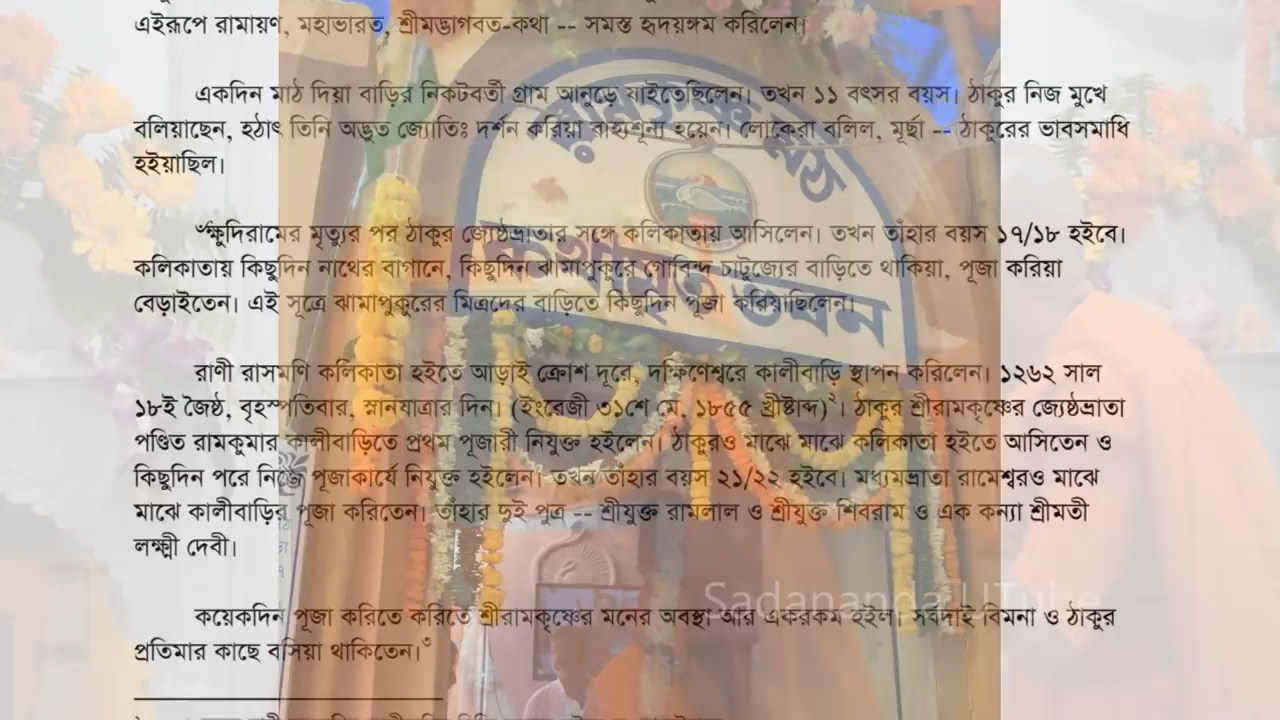 এইরূপে রামায়ণ, মহাভারত, শ্রীমদ্ভাগবত-কথা -- সমস্ত হৃদয়ঙ্গম করিলেন।
একদিন মাঠ দিয়া বাড়ির নিকটবর্তী গ্রাম আনুড়ে যাইতেছিলেন। তখন ১১ বৎসর বয়স। ঠাকুর নিজ মুখে
বলিয়াছেন, হঠাৎ তিনি অদ্ভুত জ্যোতিঃ দর্শন করিয়া বাহ্যশূন্য হয়েন। লোকেরা বলিল, মূর্ছা -- ঠাকুরের ভাবসমাধি
হইয়াছিল।
৺ক্ষুদিরামের মৃত্যুর পর ঠাকুর জ্যেষ্ঠভ্রাতার সঙ্গে কলিকাতায় আসিলেন। তখন তাঁহার বয়স ১৭/১৮ হইবে।
কলিকাতায় কিছুদিন নাথের বাগানে, কিছুদিন ঝামাপুকুরে গোবিন্দ চাটুজ্যের বাড়িতে থাকিয়া, পূজা করিয়া
বেড়াইতেন। এই সূত্রে ঝামাপুকুরের মিত্রদের বাড়িতে কিছুদিন পূজা করিয়াছিলেন।
রাণী রাসমণি কলিকাতা হইতে আড়াই ক্রোশ দূরে, দক্ষিণেশ্বরে কালীবাড়ি স্থাপন করিলেন। ১২৬২ সাল
১৮ই জৈষ্ঠ, বৃহস্পতিবার, স্নানযাত্রার দিন। (ইংরেজী ৩১শে মে, ১৮৫৫ খ্রীষ্টাব্দ)²। ঠাকুর শ্রীরামকৃষ্ণের জ্যেষ্ঠভ্রাতা
পণ্ডিত রামকুমার কালীবাড়িতে প্রথম পূজারী নিযুক্ত হইলেন। ঠাকুরও মাঝে মাঝে কলিকাতা হইতে আসিতেন ও
কিছুদিন পরে নিজে পূজাকার্যে নিযুক্ত হইলেন। তখন তাঁহার বয়স ২১/২২ হইবে। মধ্যমভ্রাতা রামেশ্বরও মাঝে
মাঝে কালীবাড়ির পূজা করিতেন। তাঁহার দুই পুত্র -- শ্রীযুক্ত রামলাল ও শ্রীযুক্ত শিবরাম ও এক কন্যা শ্রীমতী
লক্ষ্মী দেবী।
কয়েকদিন পূজা করিতে করিতে শ্রীরামকৃষ্ণের মনের অবস্থা আর একরকম হইল। সর্বদাই বিমনা ও ঠাকুর
প্রতিমার কাছে বসিয়া থাকিতেন।³
কথামৃত ভবন
Sadananda UTube